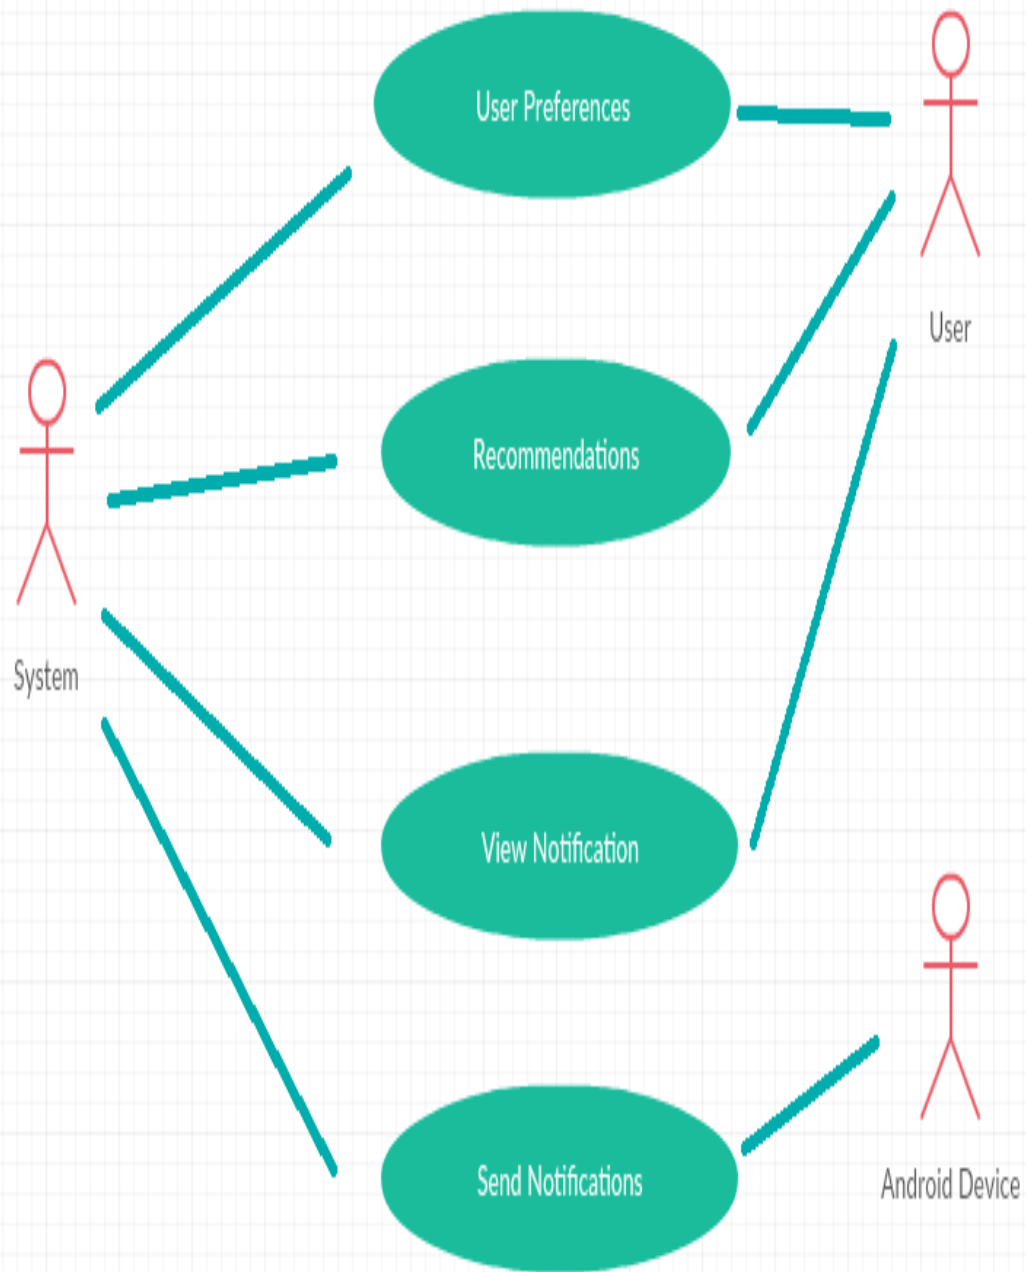 User Preferences
User
Recommendations
System
View Notification
Send Notifications
Android Device